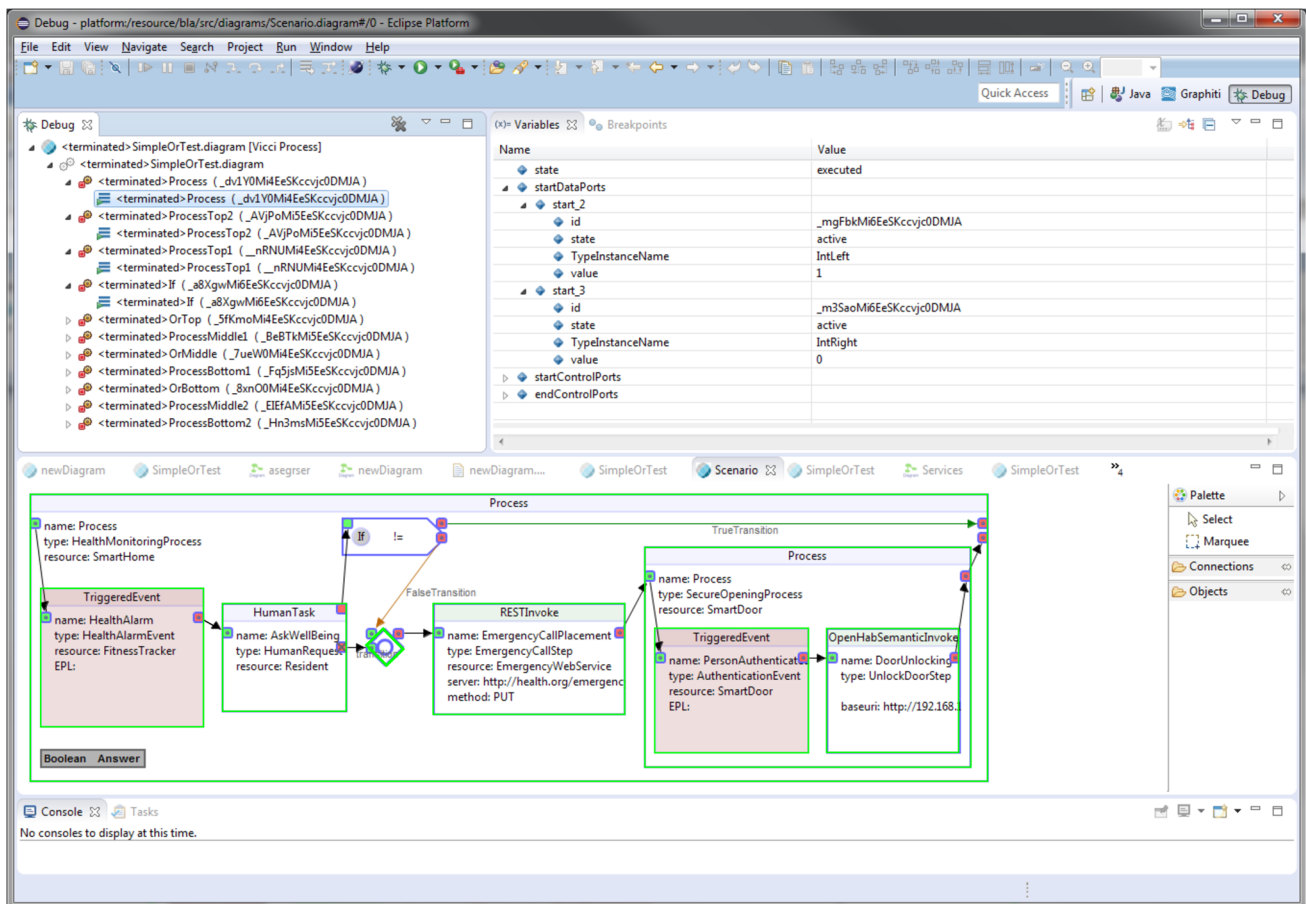 Debug - platform:/resource/bla/src/diagrams/Scenario.diagram#/0 - Eclipse Platform
File Edit View Navigate Search Project Run Window Help
Quick Access Java Graphiti Debug
Debug
<terminated>SimpleOrTest.diagram [Vicci Process]
<terminated>SimpleOrTest.diagram
<terminated>Process (_dv1Y0Mi4EeSKccvjc0DMJA)
<terminated>Process (_dv1Y0Mi4EeSKccvjc0DMJA)
<terminated>ProcessTop2 (_AVjPoMi5EeSKccvjc0DMJA)
<terminated>ProcessTop2 (_AVjPoMi5EeSKccvjc0DMJA)
<terminated>ProcessTop1 (__nRNUMi4EeSKccvjc0DMJA)
<terminated>ProcessTop1 (__nRNUMi4EeSKccvjc0DMJA)
<terminated>If (_a8XgwMi6EeSKccvjc0DMJA)
<terminated>If (_a8XgwMi6EeSKccvjc0DMJA)
<terminated>OrTop (_5fKmoMi4EeSKccvjc0DMJA)
<terminated>ProcessMiddle1 (_BeBTkMi5EeSKccvjc0DMJA)
<terminated>OrMiddle (_7ueW0Mi4EeSKccvjc0DMJA)
<terminated>ProcessBottom1 (_Fq5jsMi5EeSKccvjc0DMJA)
<terminated>OrBottom (_8xnO0Mi4EeSKccvjc0DMJA)
<terminated>ProcessMiddle2 (_EIEfAMi5EeSKccvjc0DMJA)
<terminated>ProcessBottom2 (_Hn3msMi5EeSKccvjc0DMJA)
(x)= Variables Breakpoints
Name Value
state executed
startDataPorts
start_2
id _mgFbkMi6EeSKccvjc0DMJA
state active
TypeInstanceName IntLeft
value 1
start_3
id _m3SaoMi6EeSKccvjc0DMJA
state active
TypeInstanceName IntRight
value 0
startControlPorts
endControlPorts
newDiagram SimpleOrTest asegrser newDiagram newDiagram.... SimpleOrTest Scenario SimpleOrTest Services SimpleOrTest »4
Process
name: Process
type: HealthMonitoringProcess
resource: SmartHome
If !=
TrueTransition
FalseTransition
TriggeredEvent
name: HealthAlarm
type: HealthAlarmEvent
resource: FitnessTracker
EPL:
HumanTask
name: AskWellBeing
type: HumanRequest
resource: Resident
RESTInvoke
name: EmergencyCallPlacement
type: EmergencyCallStep
resource: EmergencyWebService
server: http://health.org/emergenc
method: PUT
Process
name: Process
type: SecureOpeningProcess
resource: SmartDoor
TriggeredEvent
name: PersonAuthenticate
type: AuthenticationEvent
resource: SmartDoor
EPL:
OpenHabSemanticInvoke
name: DoorUnlocking
type: UnlockDoorStep
baseuri: http://192.168.1
Boolean Answer
Palette
Select
Marquee
Connections
Objects
Console Tasks
No consoles to display at this time.